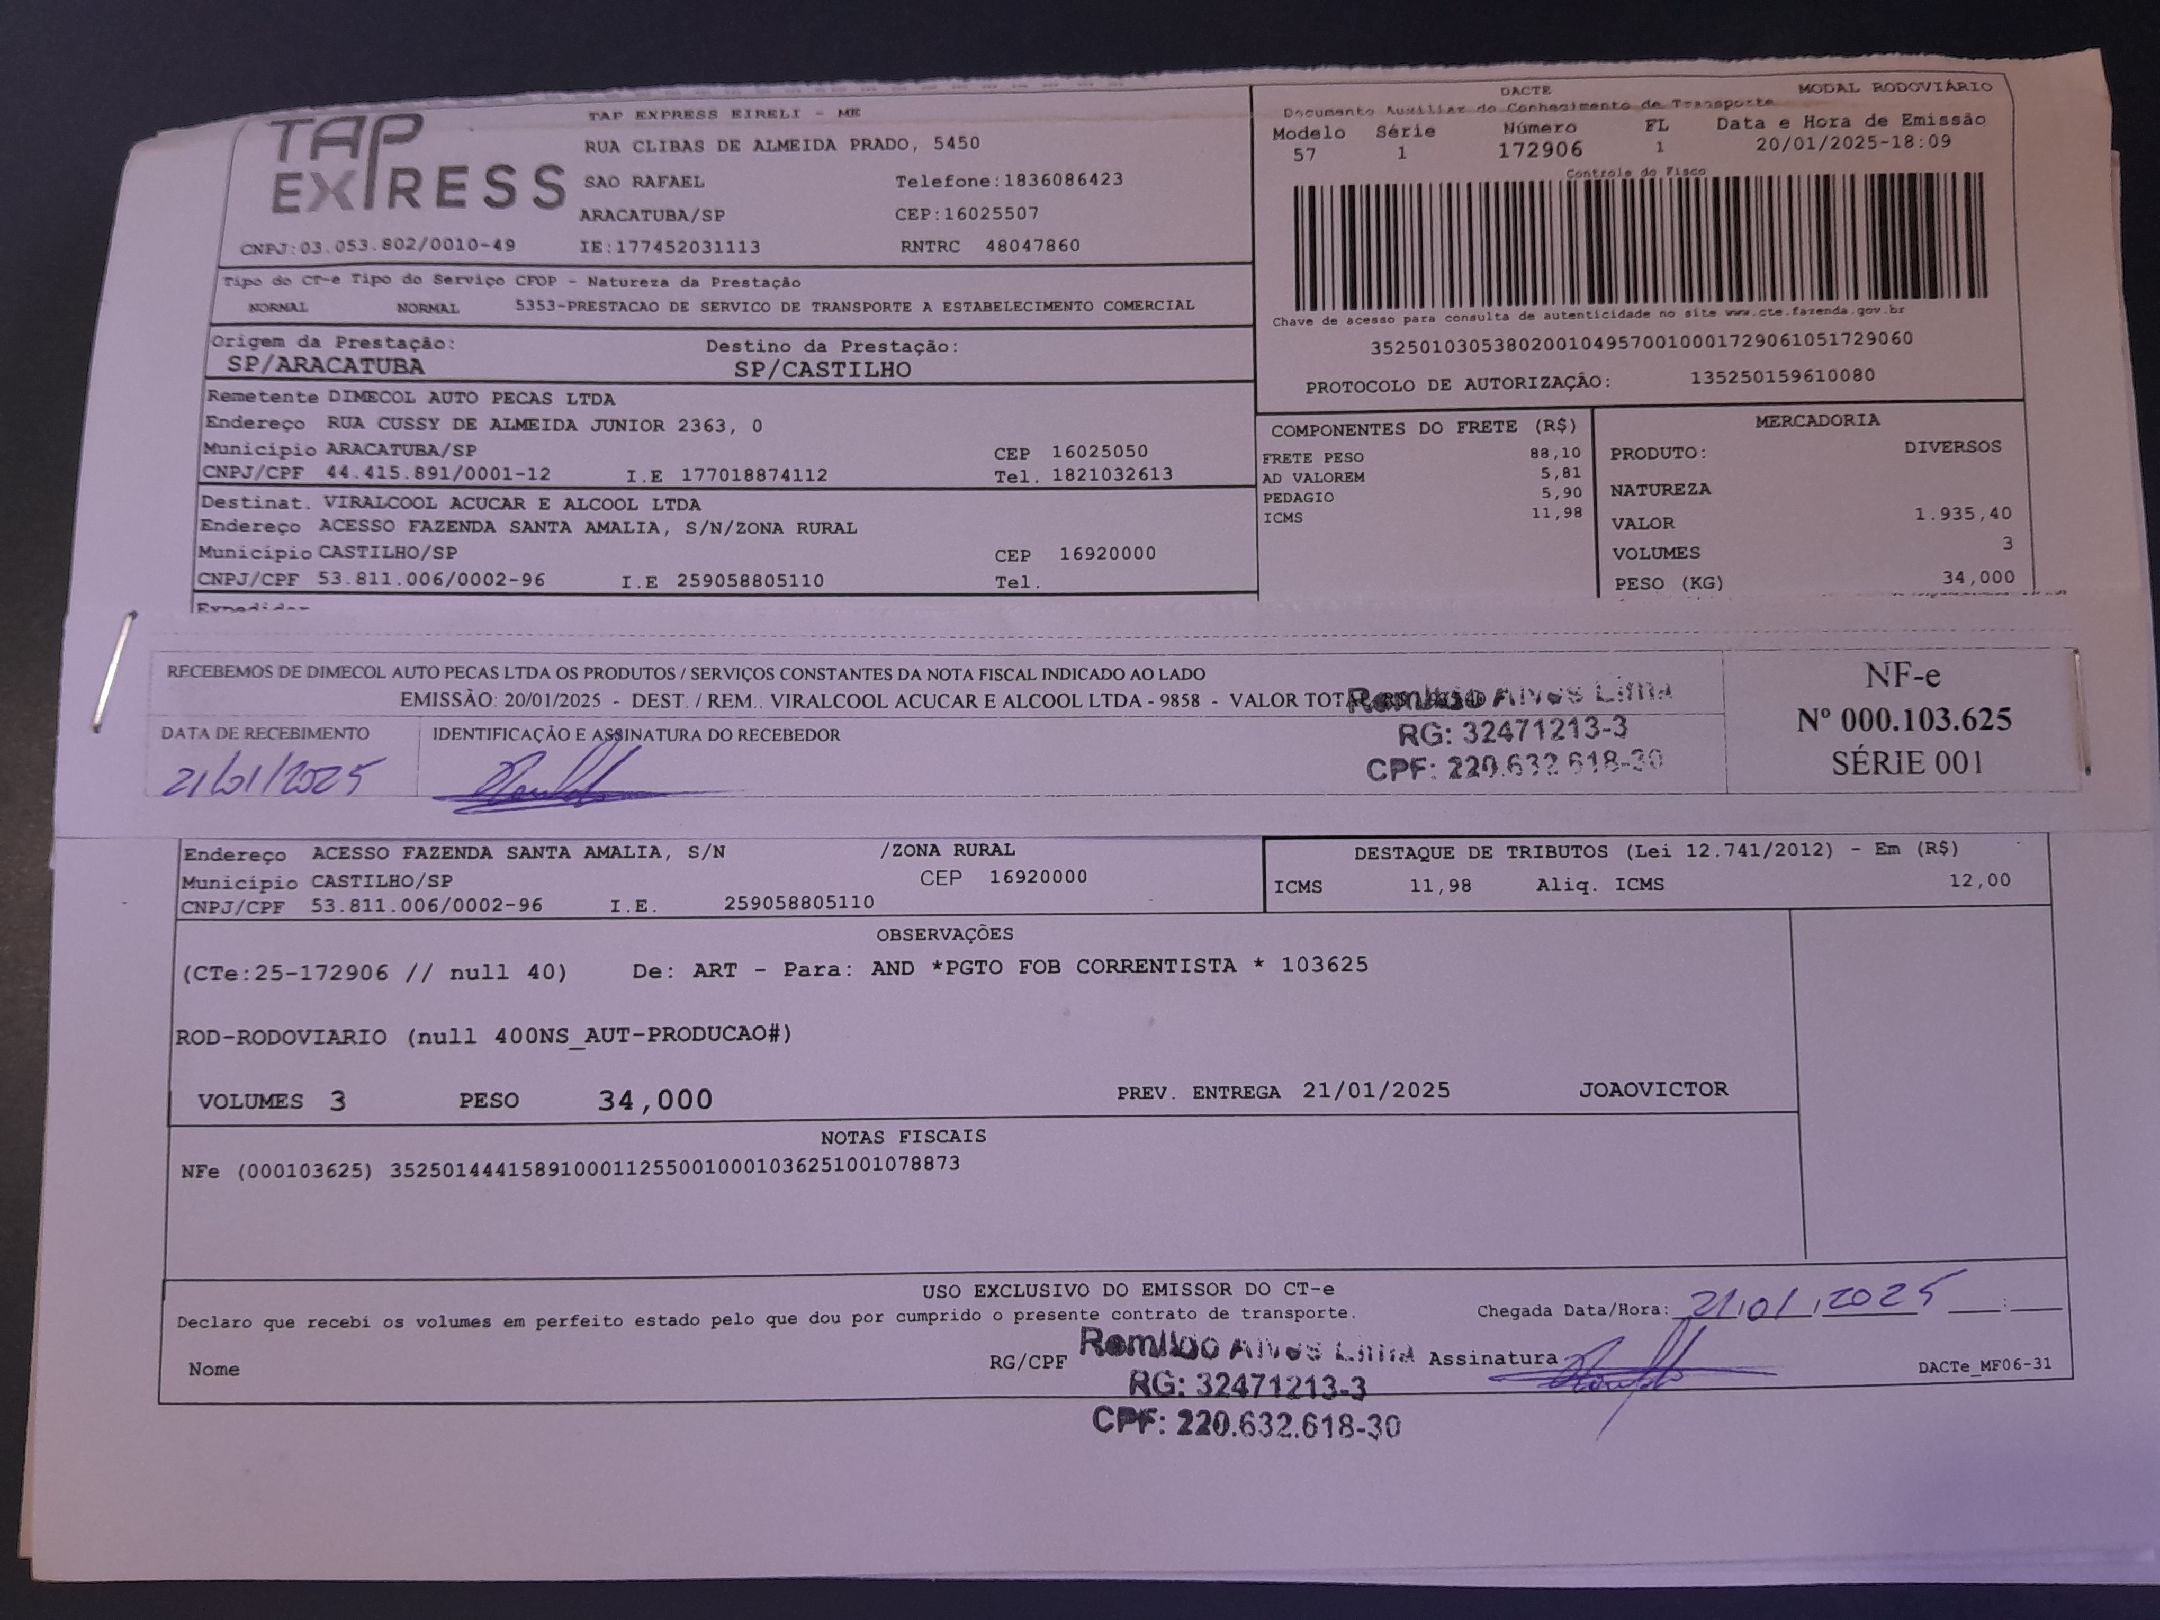 TAP EXPRESS
TAP EXPRESS EIRELI - ME
RUA CLIBAS DE ALMEIDA PRADO, 5450
SAO RAFAEL Telefone:1836086423
ARACATUBA/SP CEP:16025507
CNPJ:03.053.802/0010-49 IE:177452031113 RNTRC 48047860
DACTE MODAL RODOVIÁRIO
Documento Auxiliar do Conhecimento de Transporte
Modelo Série Número FL Data e Hora de Emissão
57 1 172906 1 20/01/2025-18:09
Controle do Fisco
Chave de acesso para consulta de autenticidade no site www.cte.fazenda.gov.br
35250103053802001049570010001729061051729060
PROTOCOLO DE AUTORIZAÇÃO: 135250159610080
Tipo do CT-e Tipo do Serviço CFOP - Natureza da Prestação
NORMAL NORMAL 5353-PRESTACAO DE SERVICO DE TRANSPORTE A ESTABELECIMENTO COMERCIAL
Origem da Prestação: Destino da Prestação:
SP/ARACATUBA SP/CASTILHO
Remetente DIMECOL AUTO PECAS LTDA
Endereço RUA CUSSY DE ALMEIDA JUNIOR 2363, 0
Município ARACATUBA/SP CEP 16025050
CNPJ/CPF 44.415.891/0001-12 I.E 177018874112 Tel. 1821032613
Destinat. VIRALCOOL ACUCAR E ALCOOL LTDA
Endereço ACESSO FAZENDA SANTA AMALIA, S/N/ZONA RURAL
Município CASTILHO/SP CEP 16920000
CNPJ/CPF 53.811.006/0002-96 I.E 259058805110 Tel.
COMPONENTES DO FRETE (R$)
FRETE PESO 88,10
AD VALOREM 5,81
PEDAGIO 5,90
ICMS 11,98
MERCADORIA
PRODUTO: DIVERSOS
NATUREZA
VALOR 1.935,40
VOLUMES 3
PESO (KG) 34,000
RECEBEMOS DE DIMECOL AUTO PECAS LTDA OS PRODUTOS / SERVIÇOS CONSTANTES DA NOTA FISCAL INDICADO AO LADO
EMISSÃO: 20/01/2025 - DEST. / REM.. VIRALCOOL ACUCAR E ALCOOL LTDA - 9858 - VALOR
Romildo Alves Lima
RG: 32471213-3
CPF: 220.632.618-30
DATA DE RECEBIMENTO IDENTIFICAÇÃO E ASSINATURA DO RECEBEDOR
21/01/2025
NF-e
Nº 000.103.625
SÉRIE 001
Endereço ACESSO FAZENDA SANTA AMALIA, S/N /ZONA RURAL
Município CASTILHO/SP CEP 16920000
CNPJ/CPF 53.811.006/0002-96 I.E. 259058805110
DESTAQUE DE TRIBUTOS (Lei 12.741/2012) - Em (R$)
ICMS 11,98 Aliq. ICMS 12,00
OBSERVAÇÕES
(CTe:25-172906 // null 40) De: ART - Para: AND *PGTO FOB CORRENTISTA * 103625
ROD-RODOVIARIO (null 400NS_AUT-PRODUCAO#)
VOLUMES 3 PESO 34,000 PREV. ENTREGA 21/01/2025 JOAOVICTOR
NOTAS FISCAIS
NFe (000103625) 35250144415891000112550010001036251001078873
USO EXCLUSIVO DO EMISSOR DO CT-e
Declaro que recebi os volumes em perfeito estado pelo que dou por cumprido o presente contrato de transporte. Chegada Data/Hora: 21/01/2025 __:__
Nome RG/CPF Romildo Alves Lima Assinatura DACTe_MF06-31
RG: 32471213-3
CPF: 220.632.618-30